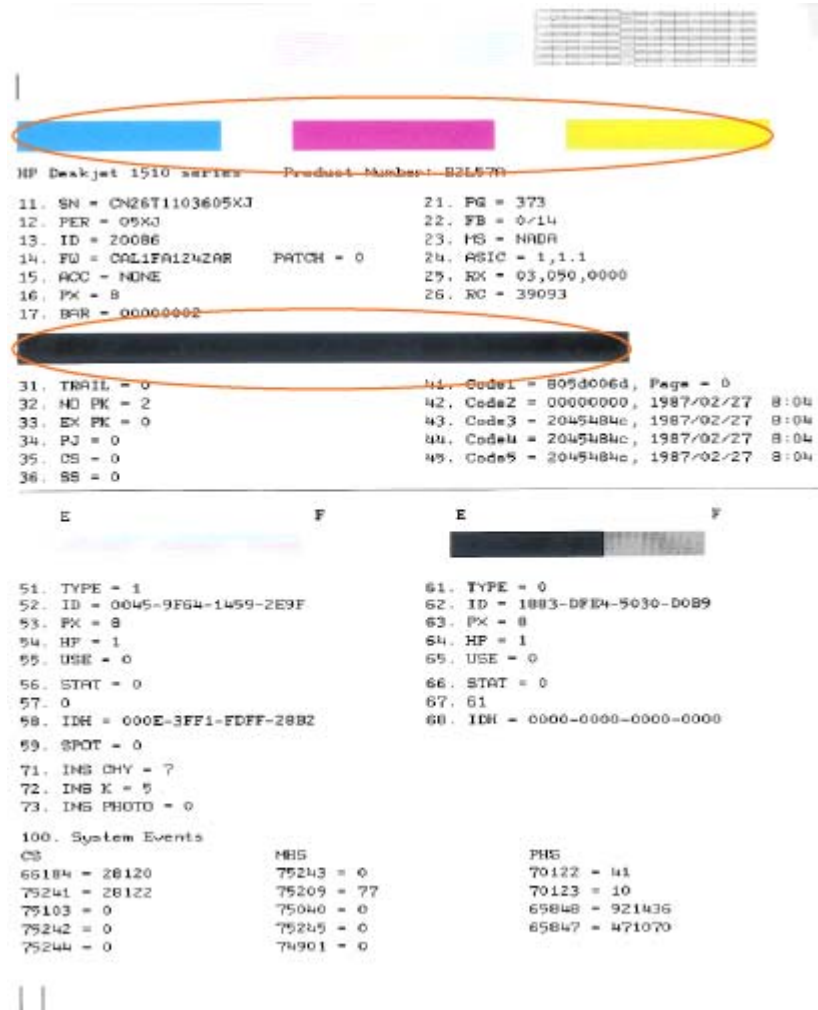 HP Deskjet 1510 series Product Number: B2L57A
11. SN = CN26T1103605XJ 21. PG = 373
12. PER = 05XJ 22. FB = 0/14
13. ID = 20086 23. MS = NADA
14. FW = CAL1FA1242AR PATCH = 0 24. ASIC = 1,1.1
15. ACC = NONE 25. RX = 03,050,0000
16. PX = 8 26. RC = 39093
17. BAR = 00000002
31. TRAIL = 0 41. Code1 = 805d006d, Page = 0
32. NO PK = 2 42. Code2 = 00000000, 1987/02/27 8:04
33. EX PK = 0 43. Code3 = 2045484c, 1987/02/27 8:04
34. PJ = 0 44. Code4 = 2045484c, 1987/02/27 8:04
35. CS = 0 45. Code5 = 2045484c, 1987/02/27 8:04
36. SS = 0
E F E F
51. TYPE = 1 61. TYPE = 0
52. ID = 0045-9F64-1459-2E9F 62. ID = 1883-DFE4-5030-D0B9
53. PX = 8 63. PX = 8
54. HP = 1 64. HP = 1
55. USE = 0 65. USE = 0
56. STAT = 0 66. STAT = 0
57. 0 67. 61
58. IDH = 000E-3FF1-FDFF-28B2 68. IDH = 0000-0000-0000-0000
59. SPOT = 0
71. INS CMY = 7
72. INS K = 5
73. INS PHOTO = 0
100. System Events
CS MHS PHS
66184 = 28120 75243 = 0 70122 = 41
75241 = 28122 75209 = 77 70123 = 10
75103 = 0 75040 = 0 65848 = 921436
75242 = 0 75245 = 0 65847 = 471070
75244 = 0 74901 = 0